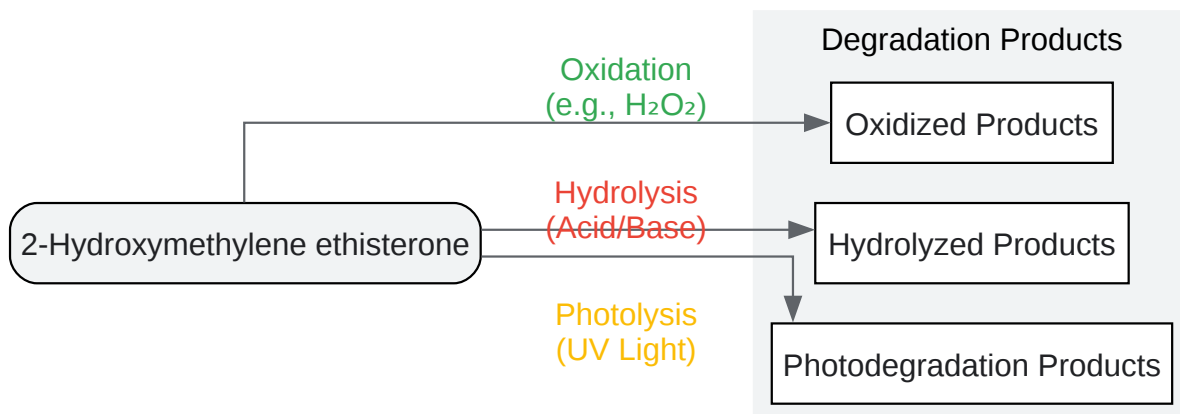 Degradation Products
Oxidation
(e.g., H₂O₂)
Oxidized Products
Hydrolysis
(Acid/Base)
2-Hydroxymethylene ethisterone
Hydrolyzed Products
Photolysis
(UV Light)
Photodegradation Products